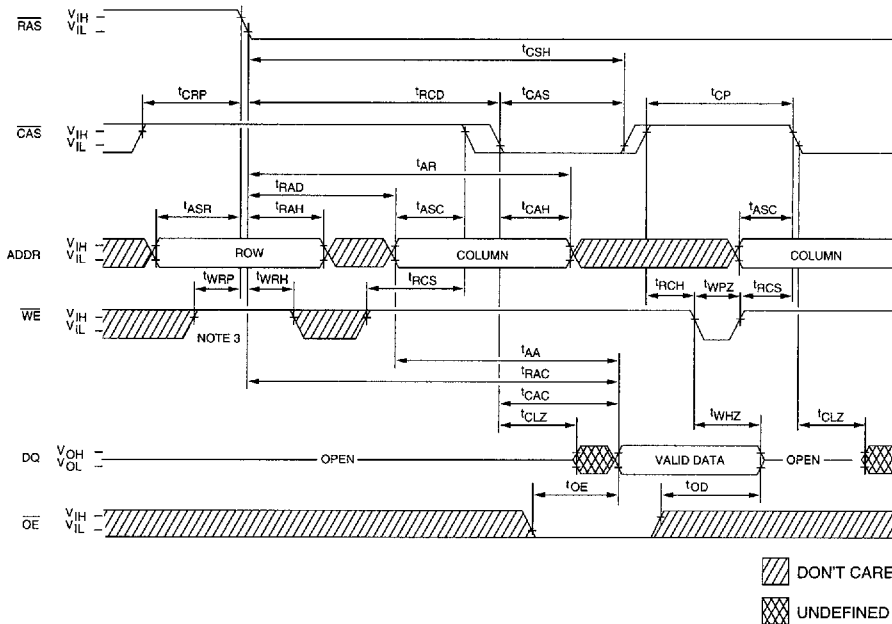 RAS VIH VIL
tCSH
tCRP tRCD tCAS tCP
CAS VIH VIL
tAR
tRAD
tASR tRAH tASC tCAH tASC
ADDR VIH VIL ROW COLUMN COLUMN
tWRP tWRH tRCS tRCH tWPZ tRCS
WE VIH VIL
NOTE 3
tAA
tRAC
tCAC
tCLZ tWHZ tCLZ
DQ VOH VOL OPEN VALID DATA OPEN
tOE tOD
OE VIH VIL
DON'T CARE
UNDEFINED